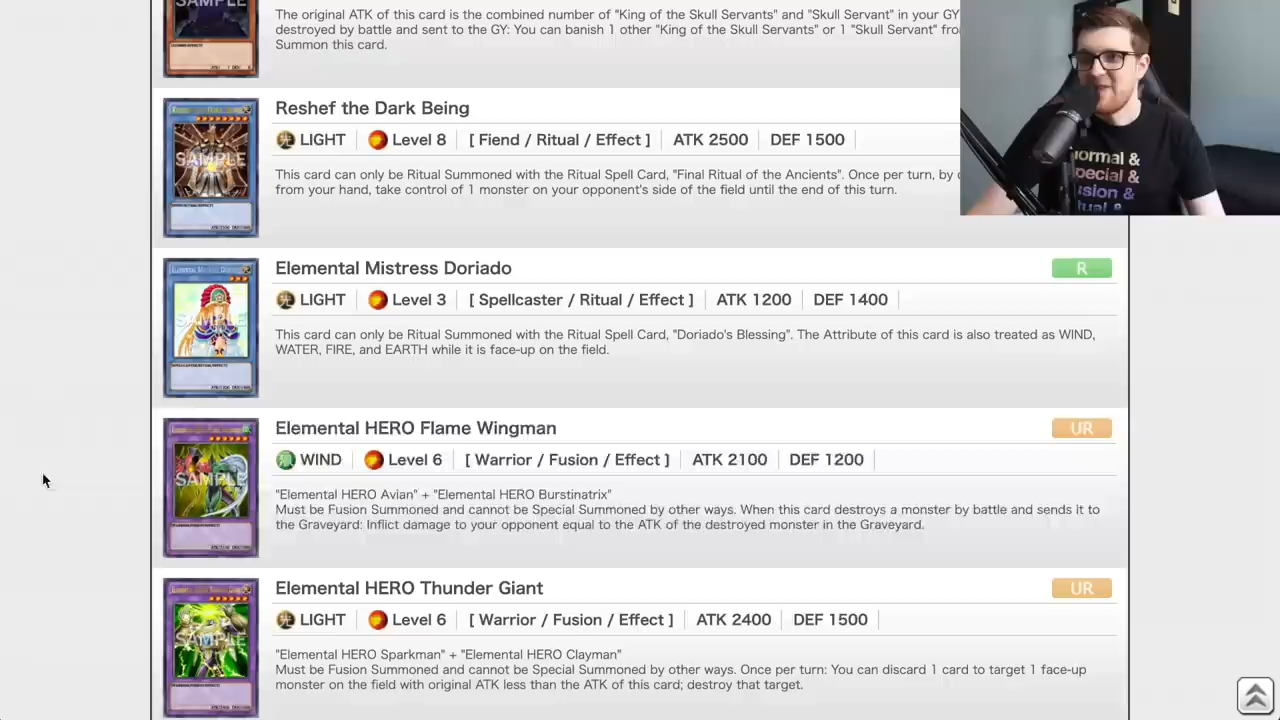 SAMPLE
The original ATK of this card is the combined number of "King of the Skull Servants" and "Skull Servant" in your GY
destroyed by battle and sent to the GY: You can banish 1 other "King of the Skull Servants" or 1 "Skull Servant"
Summon this card.
Reshef the Dark Being
LIGHT Level 8 [ Fiend / Ritual / Effect ] ATK 2500 DEF 1500
SAMPLE
This card can only be Ritual Summoned with the Ritual Spell Card, "Final Ritual of the Ancients". Once per turn, by
from your hand, take control of 1 monster on your opponent's side of the field until the end of this turn.
ormal &
pecial &
usion &
tual &
Elemental Mistress Doriado
R
LIGHT Level 3 [ Spellcaster / Ritual / Effect ] ATK 1200 DEF 1400
SAMPLE
This card can only be Ritual Summoned with the Ritual Spell Card, "Doriado's Blessing". The Attribute of this card is also treated as WIND,
WATER, FIRE, and EARTH while it is face-up on the field
Elemental HERO Flame Wingman
UR
WIND Level 6 [ Warrior / Fusion / Effect ] ATK 2100 DEF 1200
SAMPLE
"Elemental HERO Avian" + "Elemental HERO Burstinatrix"
Must be Fusion Summoned and cannot be Special Summoned by other ways. When this card destroys a monster by battle and sends it to
the Graveyard: Inflict damage to your opponent equal to the ATK of the destroyed monster in the Graveyard.
Elemental HERO Thunder Giant
UR
LIGHT Level 6 [ Warrior / Fusion / Effect ] ATK 2400 DEF 1500
SAMPLE
"Elemental HERO Sparkman" + "Elemental HERO Clayman"
Must be Fusion Summoned and cannot be Special Summoned by other ways. Once per turn: You can discard 1 card to target 1 face-up
monster on the field with original ATK less than the ATK of this card; destroy that target.